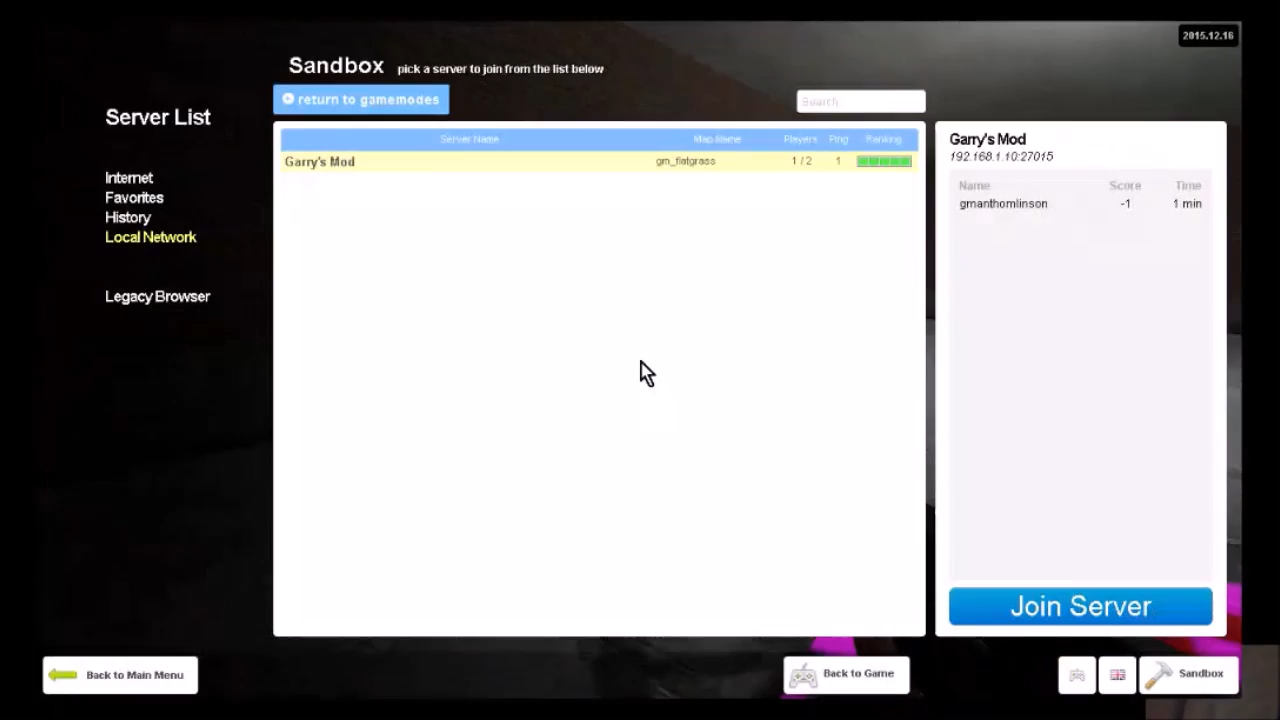 2015.12.16
Sandbox pick a server to join from the list below
return to gamemodes
Search
Server List
Internet
Favorites
History
Local Network
Legacy Browser
Server Name Map Name Players Ping Ranking
Garry's Mod gm_flatgrass 1 / 2 1
Garry's Mod
192.168.1.10:27015
Name Score Time
gmanthomlinson -1 1 min
Join Server
Back to Main Menu
Back to Game
Sandbox